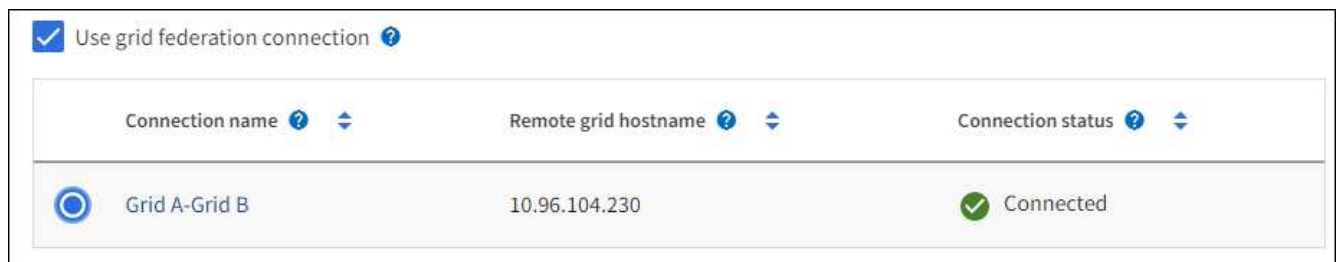 Use grid federation connection
Connection name Remote grid hostname Connection status
Grid A-Grid B 10.96.104.230 Connected